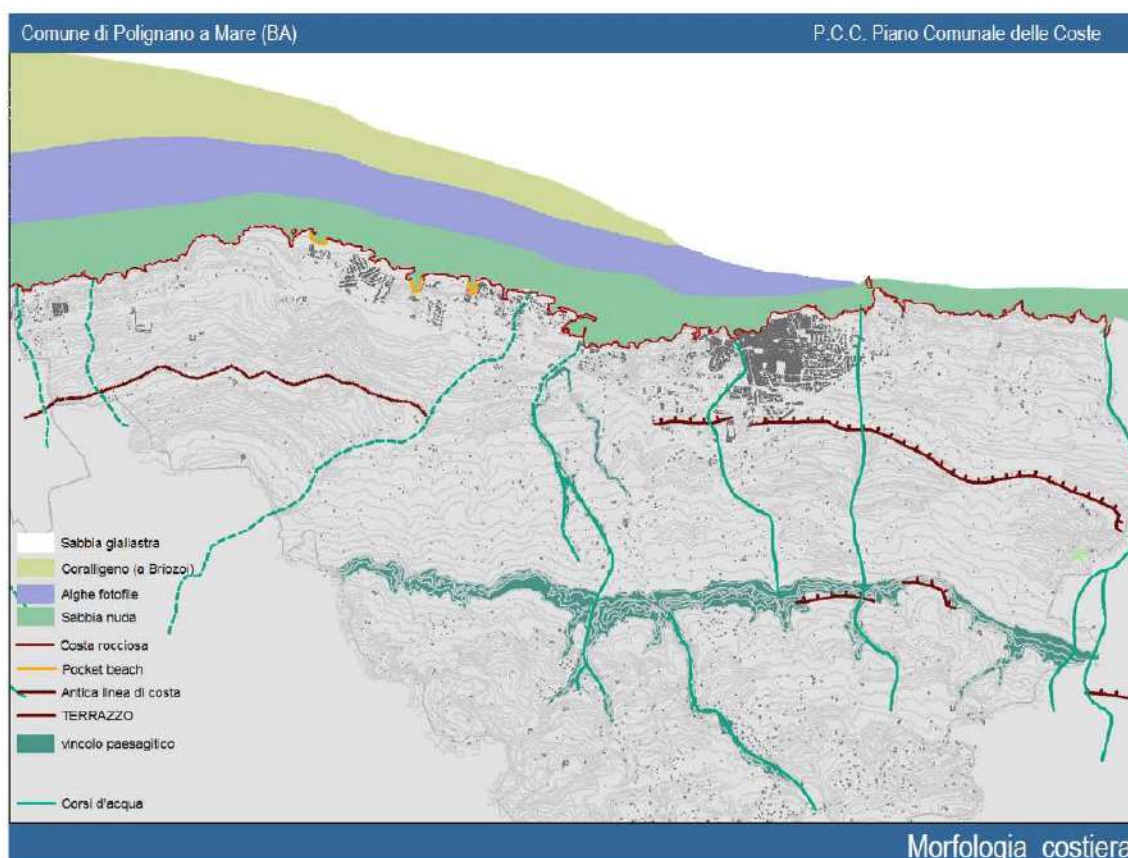 Comune di Polignano a Mare (BA)
P.C.C. Piano Comunale delle Coste
Sabbia giallastra
Coralligeno (a Briozoi)
Alghe fotofile
Sabbia nuda
Costa rocciosa
Pocket beach
Antica linea di costa
TERRAZZO
vincolo paesagitico
Corsi d'acqua
Morfologia costiera